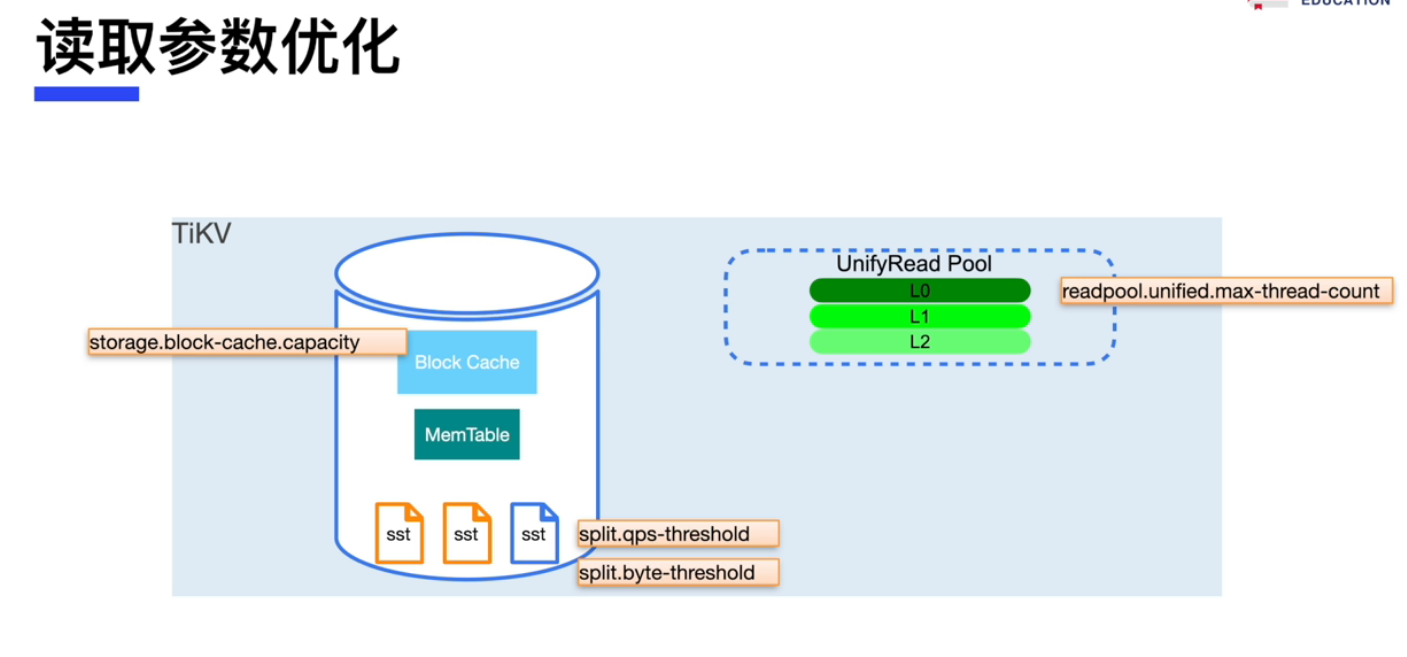 EDUCATION
读取参数优化
TiKV
UnifyRead Pool
L0
readpool.unified.max-thread-count
L1
L2
storage.block-cache.capacity
Block Cache
MemTable
sst
sst
sst
split.qps-threshold
split.byte-threshold